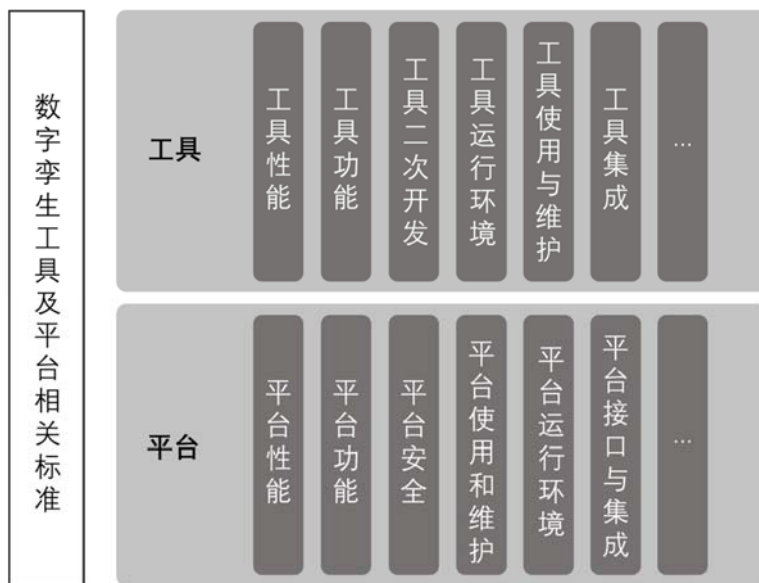 数字孪生工具及平台相关标准
工具
工具性能
工具功能
工具二次开发
工具运行环境
工具使用与维护
工具集成
...
平台
平台性能
平台功能
平台安全
平台使用和维护
平台运行环境
平台接口与集成
...